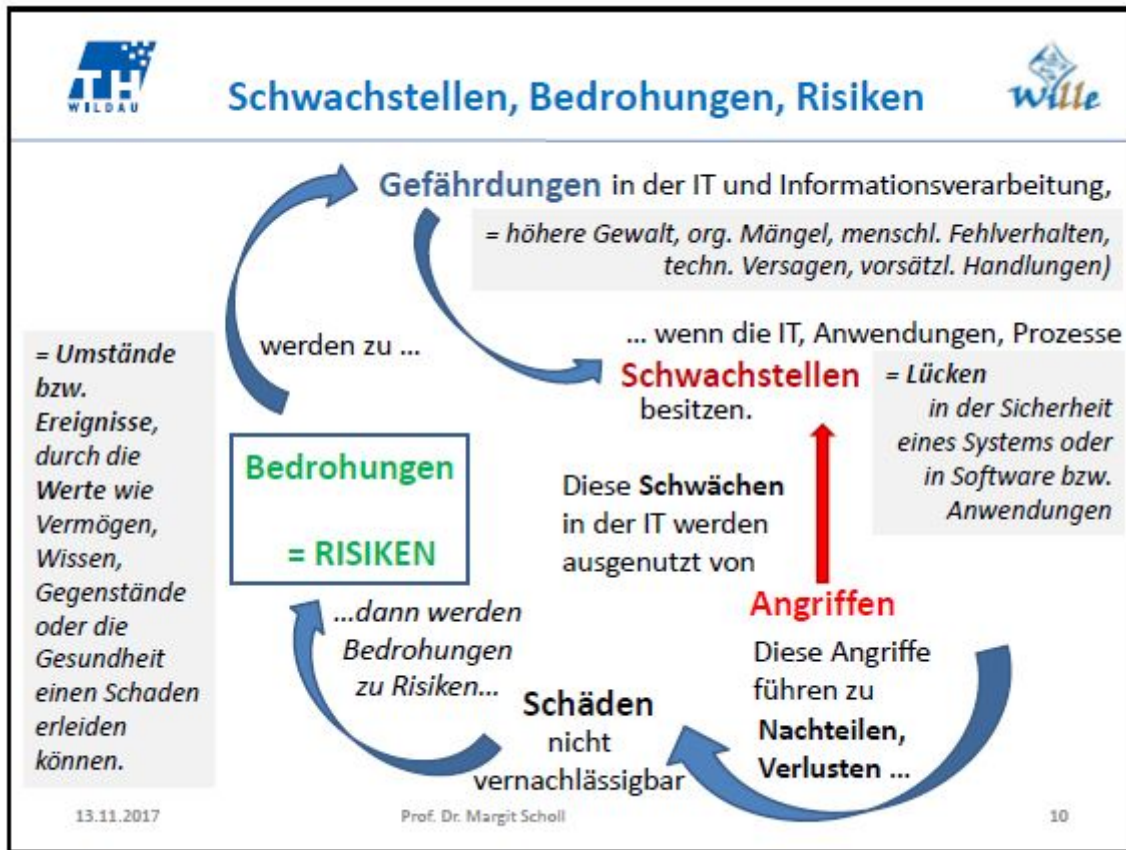 TH
WILDAU
Schwachstellen, Bedrohungen, Risiken
Wille
Gefährdungen in der IT und Informationsverarbeitung,
= höhere Gewalt, org. Mängel, menschl. Fehlverhalten,
techn. Versagen, vorsätzl. Handlungen)
werden zu ...
... wenn die IT, Anwendungen, Prozesse
Schwachstellen
besitzen.
= Lücken
in der Sicherheit
eines Systems oder
in Software bzw.
Anwendungen
= Umstände
bzw.
Ereignisse,
durch die
Werte wie
Vermögen,
Wissen,
Gegenstände
oder die
Gesundheit
einen Schaden
erleiden
können.
Bedrohungen
= RISIKEN
Diese Schwächen
in der IT werden
ausgenutzt von
Angriffen
Diese Angriffe
führen zu
Nachteilen,
Verlusten ...
...dann werden
Bedrohungen
zu Risiken...
Schäden
nicht
vernachlässigbar
13.11.2017
Prof. Dr. Margit Scholl
10